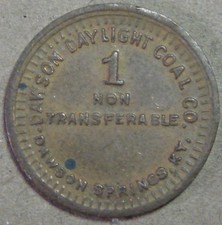 DAWSON DAYLIGHT COAL CO.
1
NON
TRANSFERABLE
DAWSON SPRINGS KY.